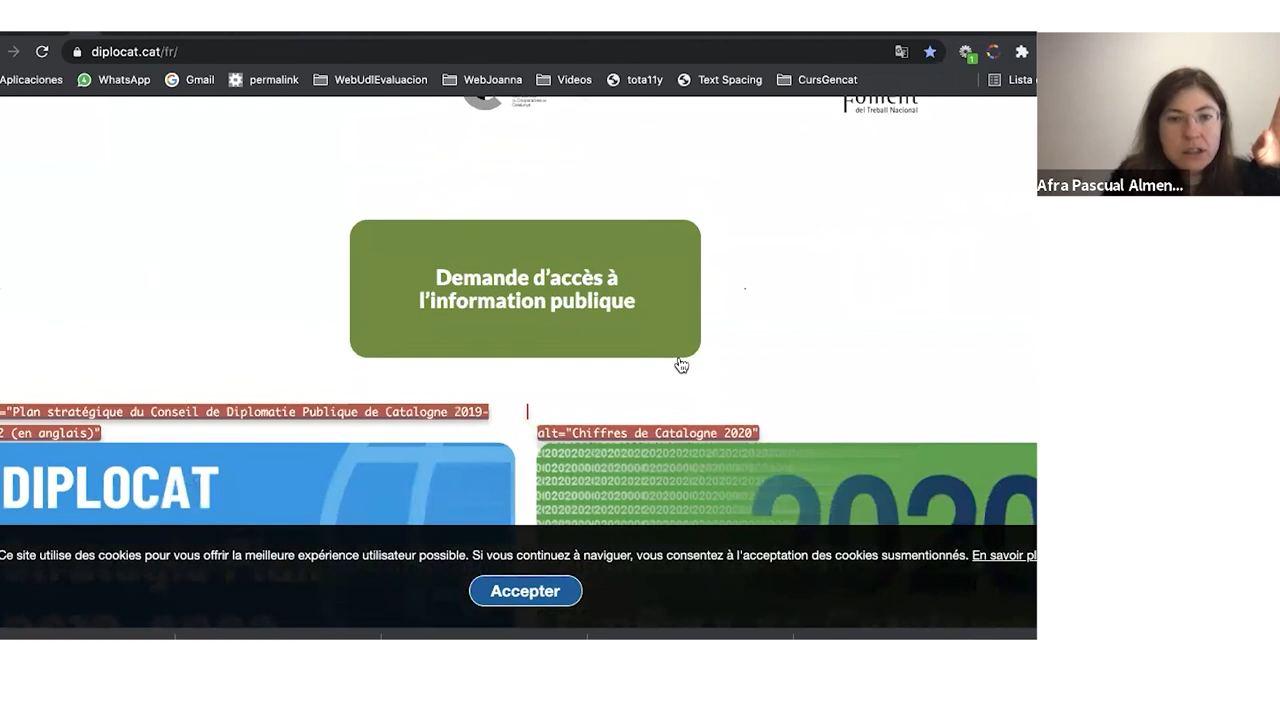 diplocat.cat/fr/
1
Aplicaciones
WhatsApp
Gmail
permalink
WebUdlEvaluacion
WebJoanna
Videos
tota11y
Text Spacing
CursGencat
Lista
Foment
del Treball Nacional
Afra Pascual Almen...
Demande d’accès à
l’information publique
="Plan stratégique du Conseil de Diplomatie Publique de Catalogne 2019-
2 (en anglais)"
alt="Chiffres de Catalogne 2020"
DIPLOCAT
2020
Ce site utilise des cookies pour vous offrir la meilleure expérience utilisateur possible. Si vous continuez à naviguer, vous consentez à l'acceptation des cookies susmentionnés. En savoir pl
Accepter